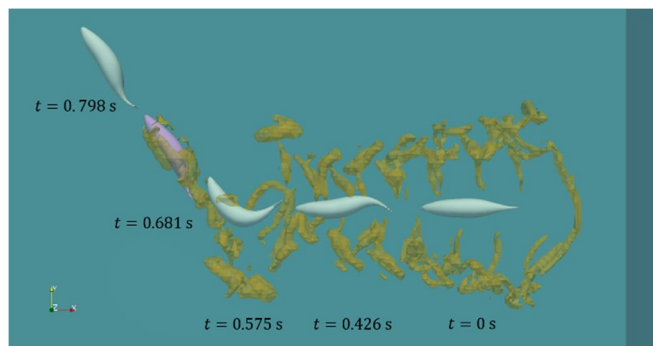 t = 0.798 s
t = 0.681 s
t = 0.575 s
t = 0.426 s
t = 0 s
Y
Z
X